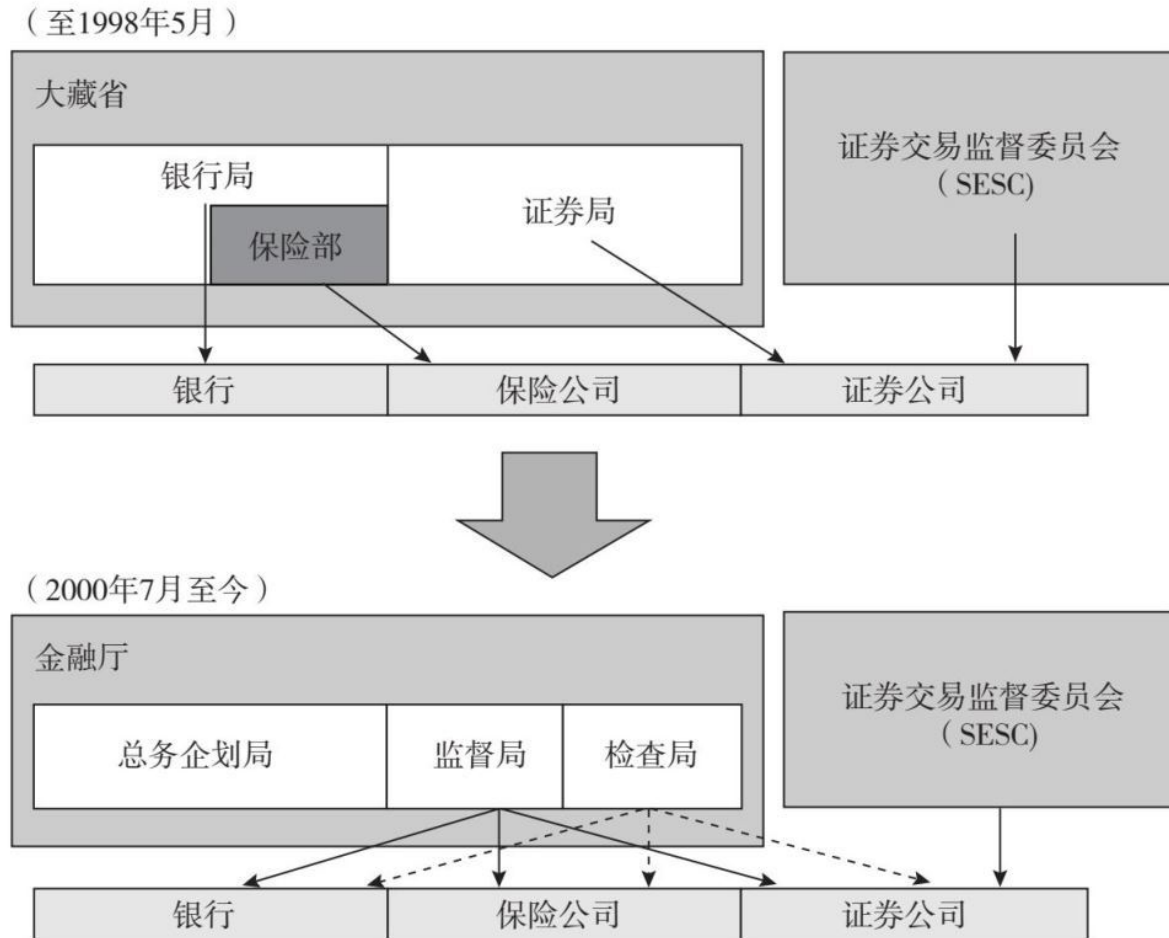 （至1998年5月）
大藏省
银行局
保险部
证券局
证券交易监督委员会
（SESC)
银行
保险公司
证券公司
（2000年7月至今）
金融厅
总务企划局
监督局
检查局
证券交易监督委员会
（SESC)
银行
保险公司
证券公司